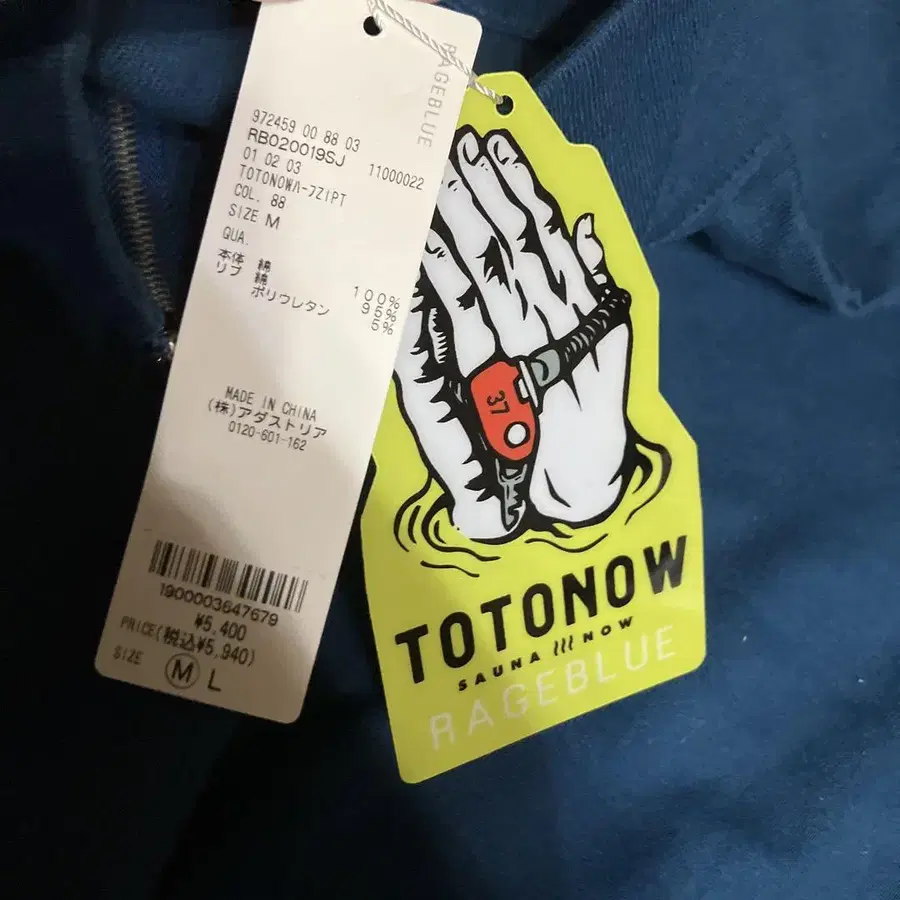 RAGEBLUE
972459 00 88 03
RB020019SJ
01 02 03 11000022
TOTONOWﾊｰﾌZIPT
COL. 88
SIZE M
QUA.
本体 綿 100%
リブ 綿 95%
ポリウレタン 5%
MADE IN CHINA
(株)アダストリア
0120-601-162
1900003647679
¥5,400
PRICE(税込¥5,940)
SIZE M L
37
TOTONOW
SAUNA NOW
RAGEBLUE